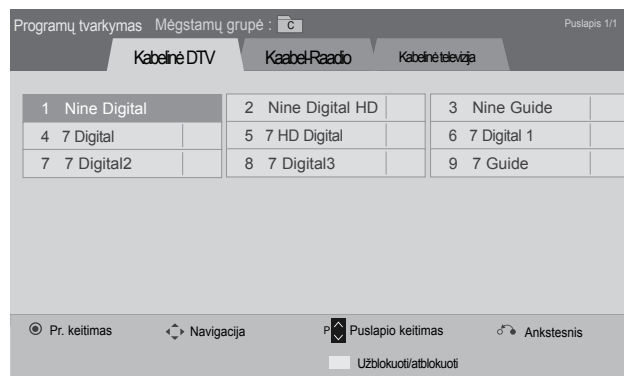 Programų tvarkymas Mėgstamų grupė : C Puslapis 1/1
Kabelinė DTV Kaabel-Raadio Kabelinė televizija
1 Nine Digital 2 Nine Digital HD 3 Nine Guide
4 7 Digital 5 7 HD Digital 6 7 Digital 1
7 7 Digital2 8 7 Digital3 9 7 Guide
Pr. keitimas Navigacija P Puslapio keitimas Ankstesnis
Užblokuoti/atblokuoti